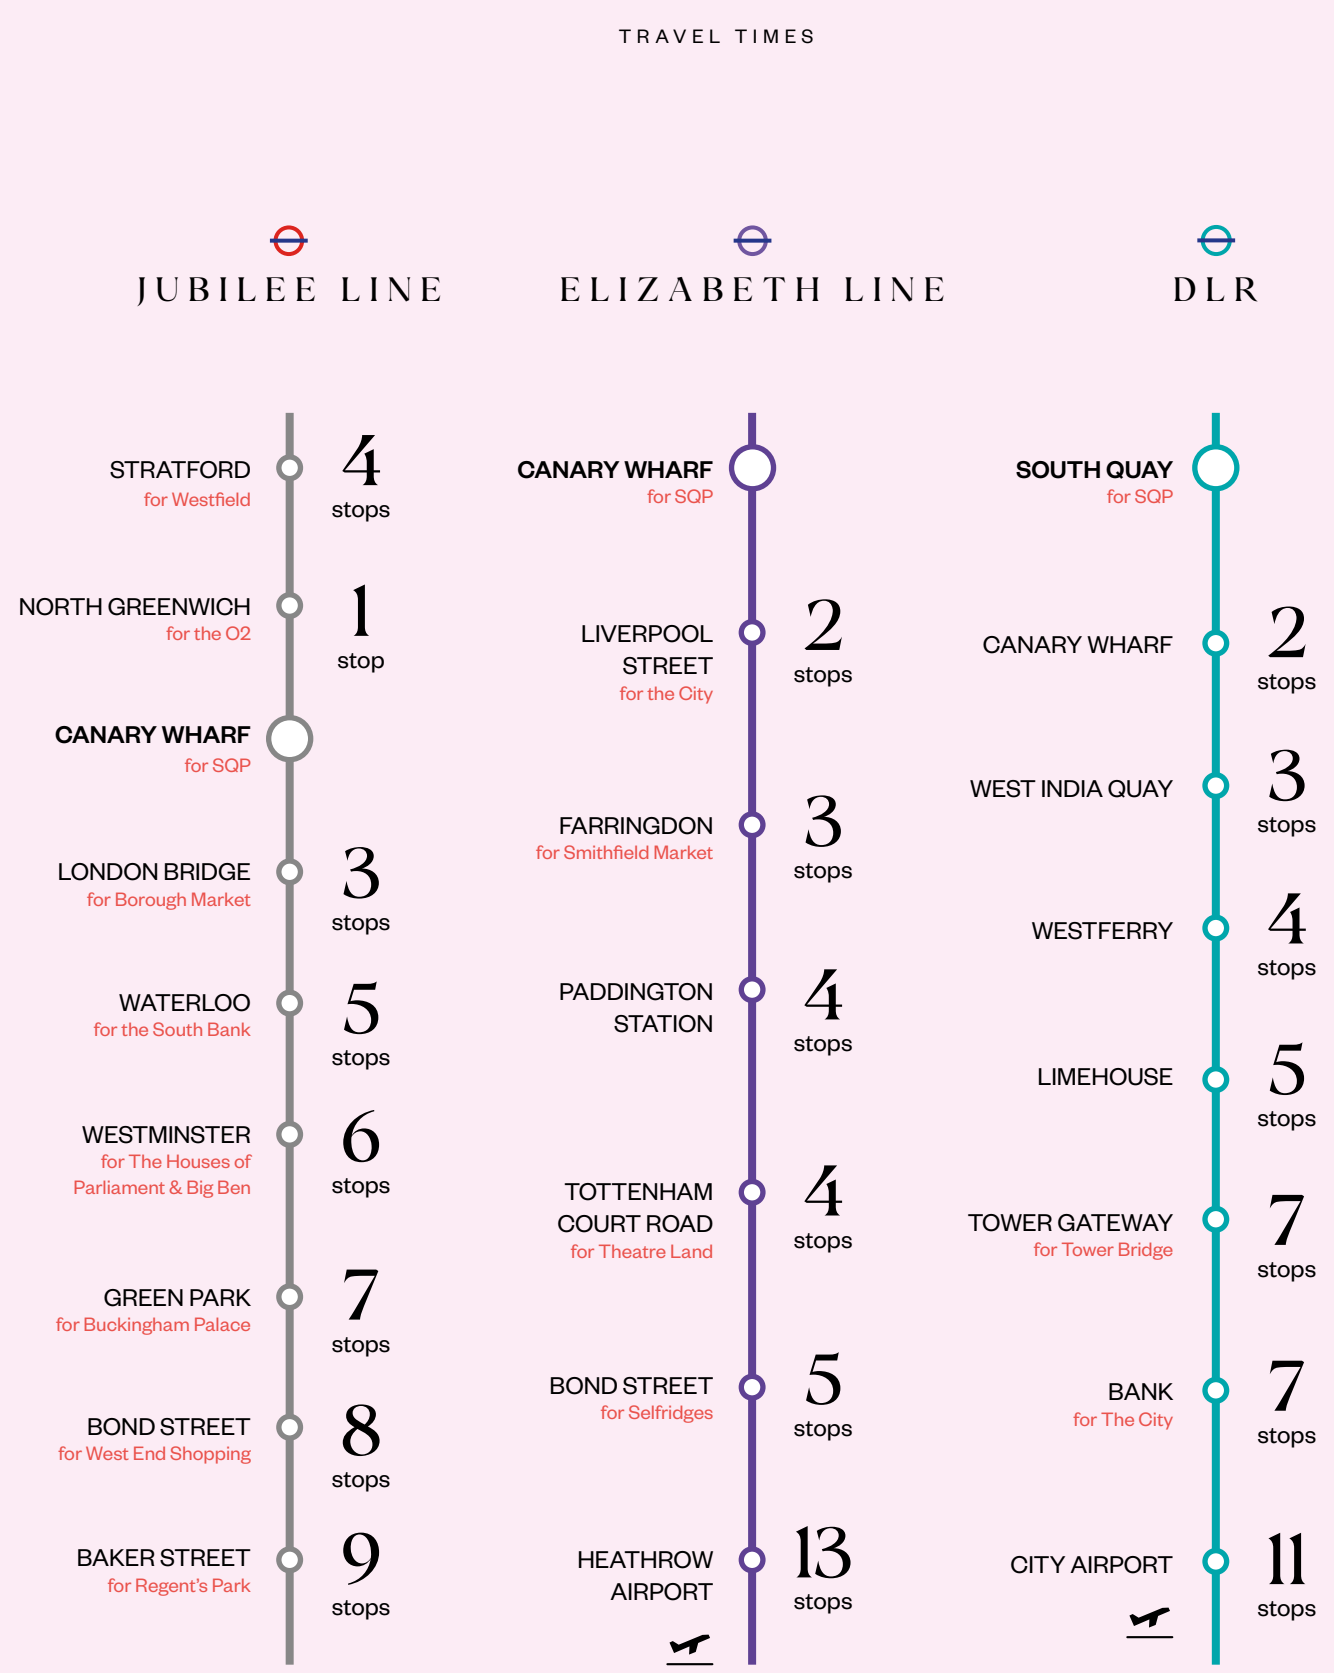 TRAVEL TIMES
JUBILEE LINE
STRATFORD
for Westfield
4
stops
NORTH GREENWICH
for the O2
1
stop
CANARY WHARF
for SQP
LONDON BRIDGE
for Borough Market
3
stops
WATERLOO
for the South Bank
5
stops
WESTMINSTER
for The Houses of
Parliament & Big Ben
6
stops
GREEN PARK
for Buckingham Palace
7
stops
BOND STREET
for West End Shopping
8
stops
BAKER STREET
for Regent's Park
9
stops
ELIZABETH LINE
CANARY WHARF
for SQP
LIVERPOOL
STREET
for the City
2
stops
FARRINGDON
for Smithfield Market
3
stops
PADDINGTON
STATION
4
stops
TOTTENHAM
COURT ROAD
for Theatre Land
4
stops
BOND STREET
for Selfridges
5
stops
HEATHROW
AIRPORT
13
stops
DLR
SOUTH QUAY
for SQP
CANARY WHARF
2
stops
WEST INDIA QUAY
3
stops
WESTFERRY
4
stops
LIMEHOUSE
5
stops
TOWER GATEWAY
for Tower Bridge
7
stops
BANK
for The City
7
stops
CITY AIRPORT
11
stops